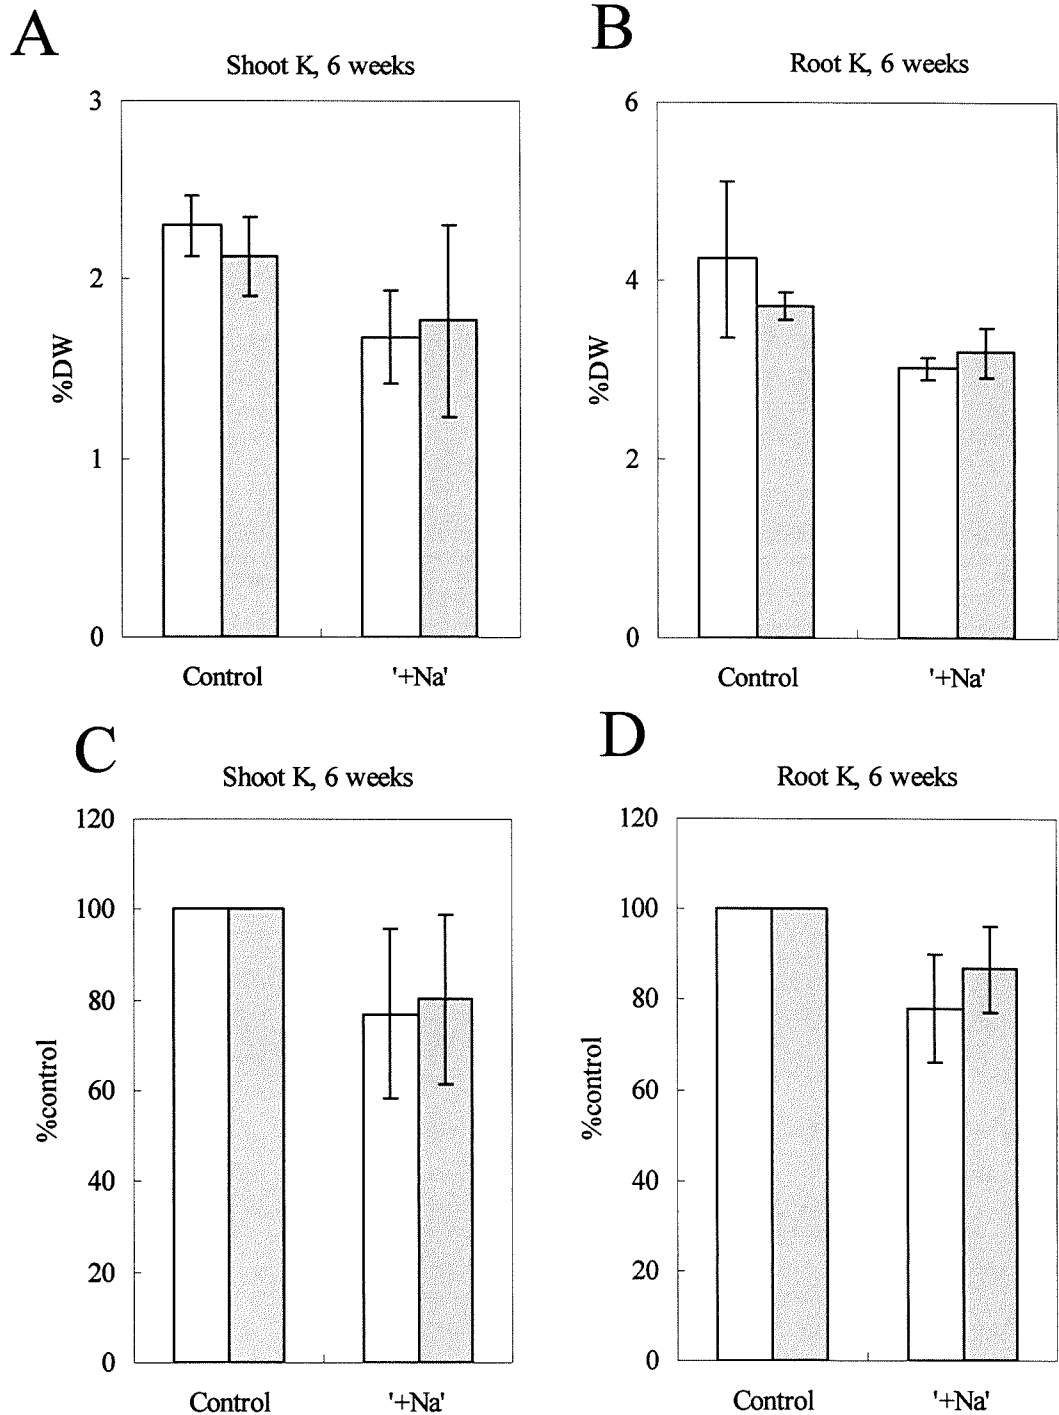 A
Shoot K, 6 weeks
3
2
1
0
%DW
Control
'+Na'
B
Root K, 6 weeks
6
4
2
0
%DW
Control
'+Na'
C
Shoot K, 6 weeks
120
100
80
60
40
20
0
%control
Control
'+Na'
D
Root K, 6 weeks
120
100
80
60
40
20
0
%control
Control
'+Na'